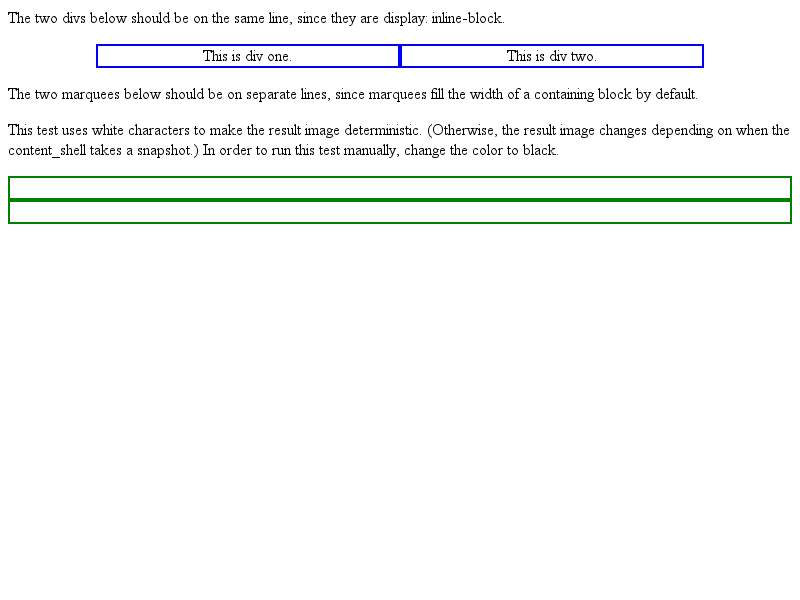 The two divs below should be on the same line, since they are display: inline-block.
This is div one.
This is div two.
The two marquees below should be on separate lines, since marquees fill the width of a containing block by default.
This test uses white characters to make the result image deterministic. (Otherwise, the result image changes depending on when the
content_shell takes a snapshot.) In order to run this test manually, change the color to black.